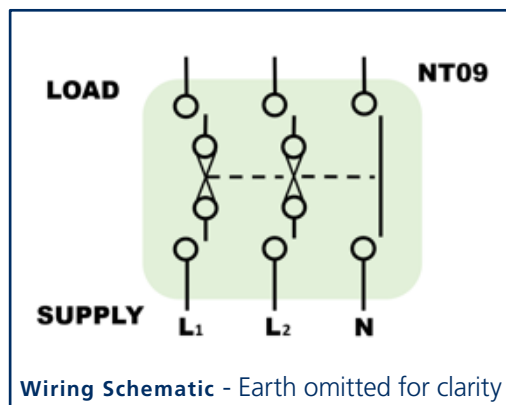 LOAD NT09
SUPPLY L1 L2 N
Wiring Schematic - Earth omitted for clarity